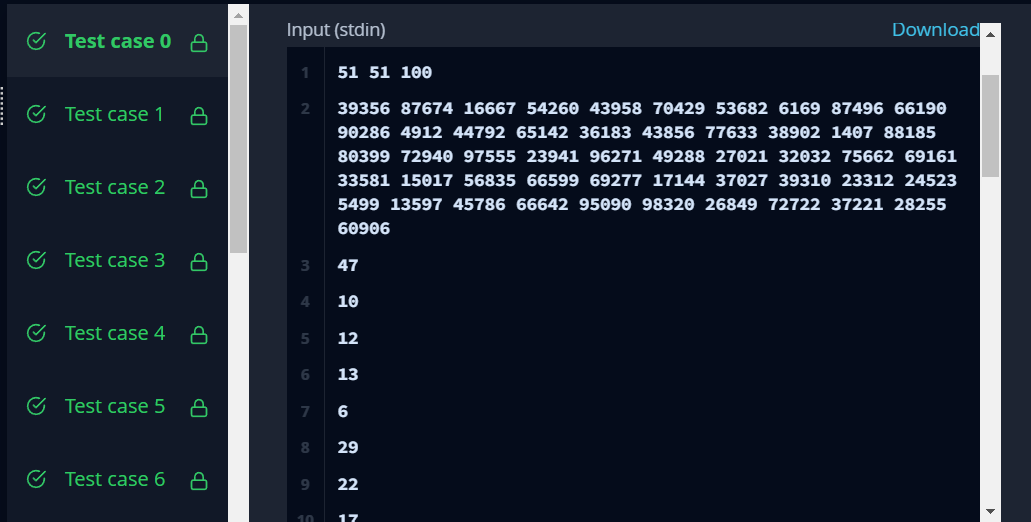 Test case 0
Test case 1
Test case 2
Test case 3
Test case 4
Test case 5
Test case 6
Input (stdin)
Download
1 51 51 100
2 39356 87674 16667 54260 43958 70429 53682 6169 87496 66190
90286 4912 44792 65142 36183 43856 77633 38902 1407 88185
80399 72940 97555 23941 96271 49288 27021 32032 75662 69161
33581 15017 56835 66599 69277 17144 37027 39310 23312 24523
5499 13597 45786 66642 95090 98320 26849 72722 37221 28255
60906
3 47
4 10
5 12
6 13
7 6
8 29
9 22
10 17